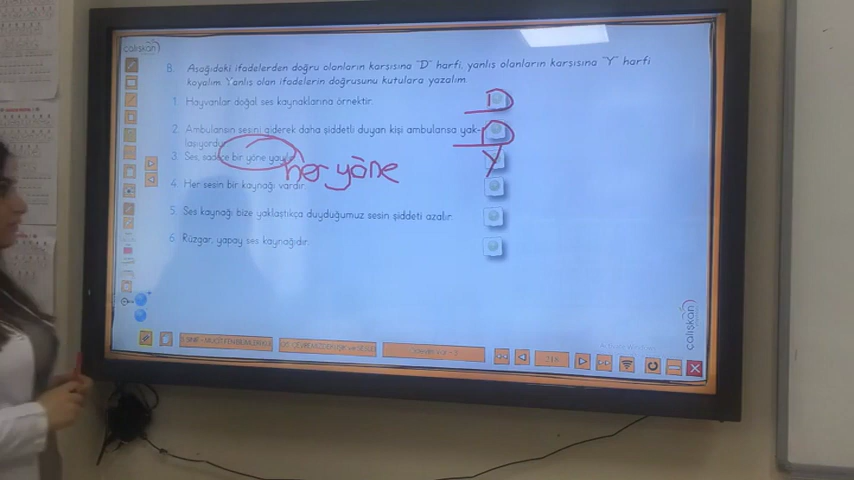 çalışkan
B. Aşağıdaki ifadelerden doğru olanların karşısına "D" harfi, yanlış olanların karşısına "Y" harfi
koyalım. Yanlış olan ifadelerin doğrusunu kutulara yazalım.
1. Hayvanlar doğal ses kaynaklarına örnektir. D
2. Ambulansın sesini giderek daha şiddetli duyan kişi ambulansa yak- D
laşıyordur.
3. Ses, sadece bir yöne yayılır. Y
her yöne
4. Her sesin bir kaynağı vardır.
5. Ses kaynağı bize yaklaştıkça duyduğumuz sesin şiddeti azalır.
6. Rüzgar, yapay ses kaynağıdır.
çalışkan